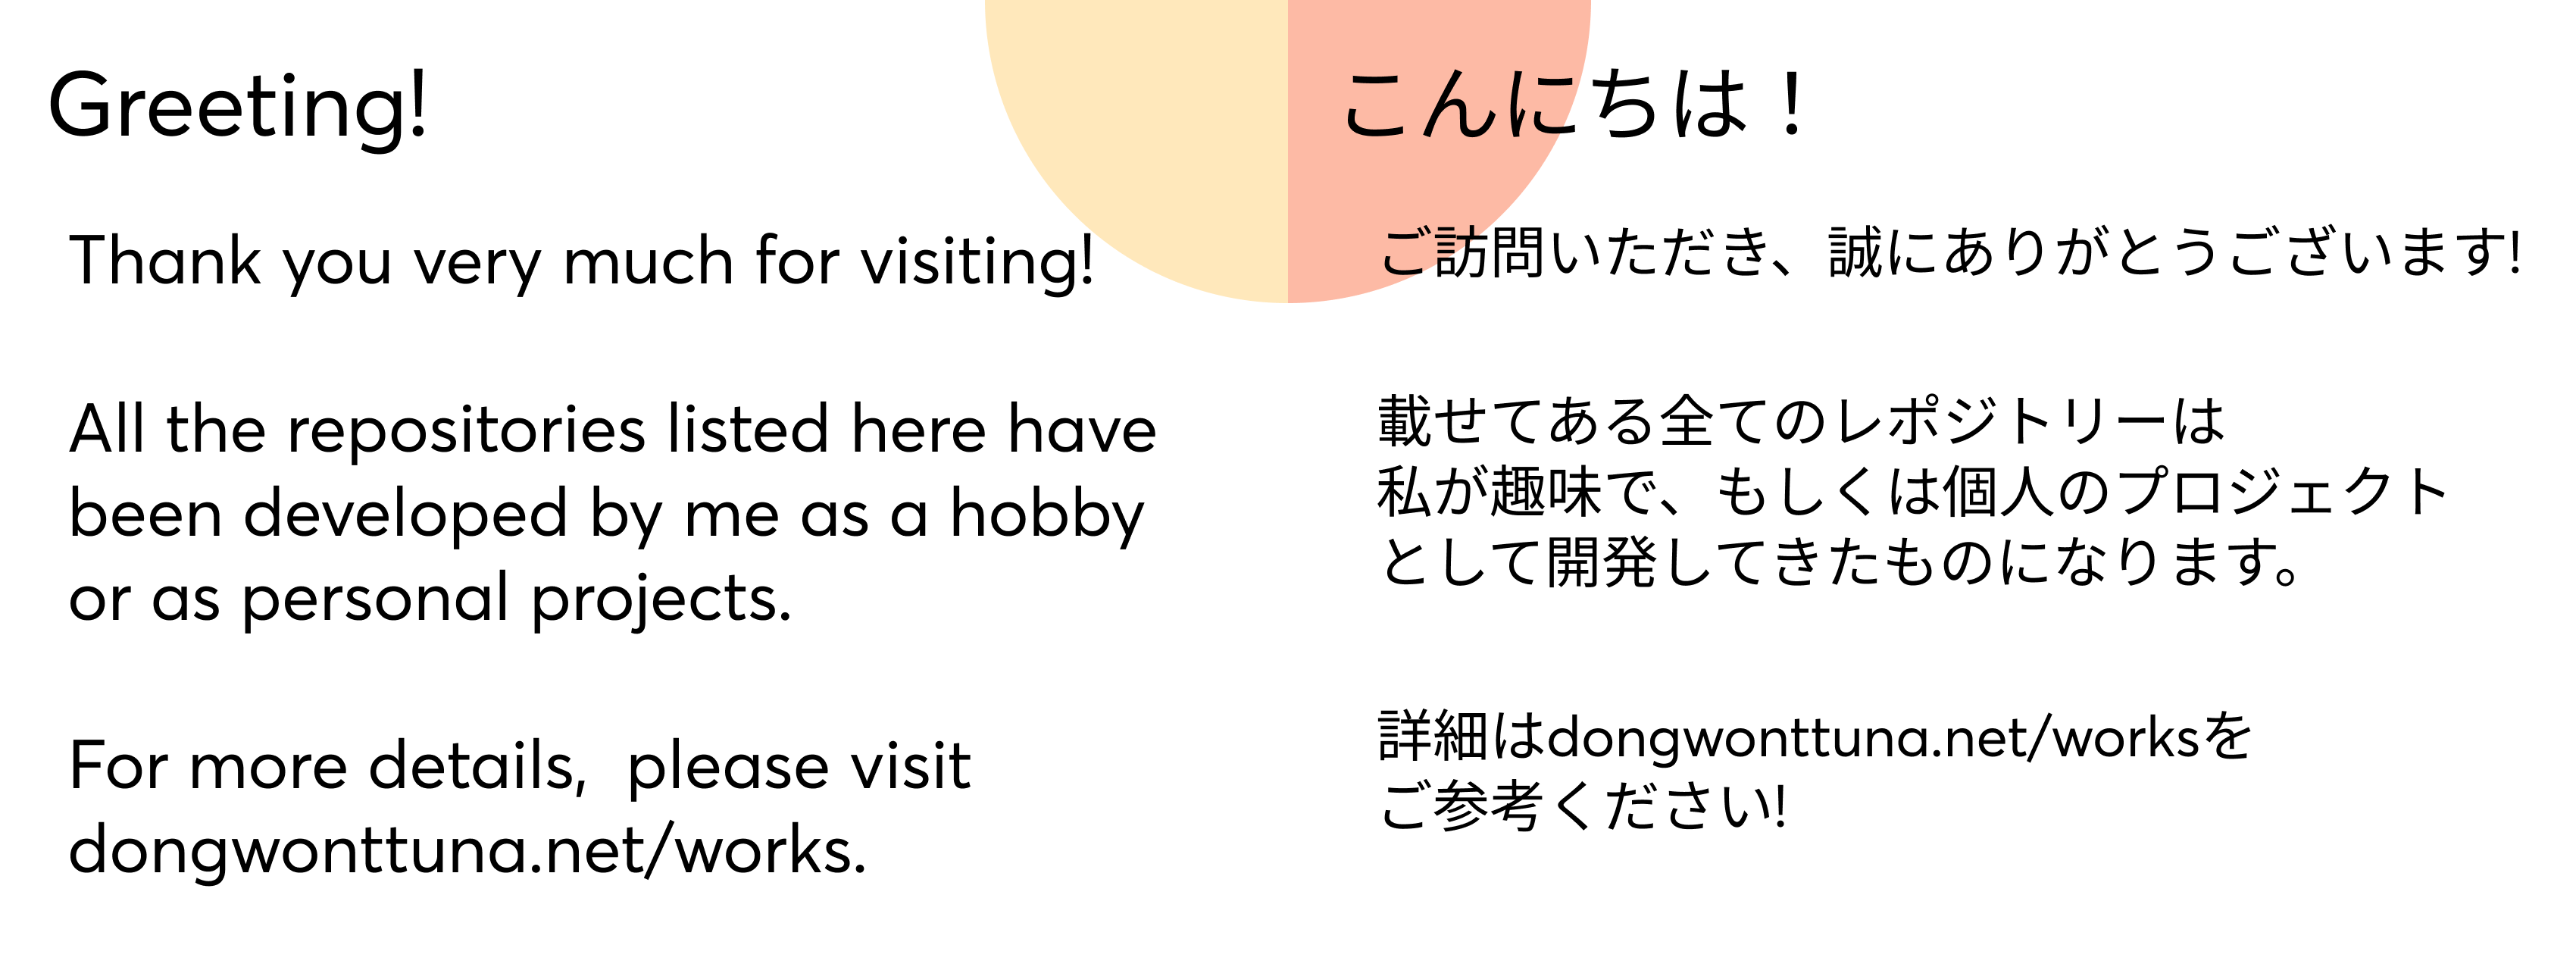 Greeting!
Thank you very much for visiting!
All the repositories listed here have
been developed by me as a hobby
or as personal projects.
For more details,  please visit
dongwonttuna.net/works.
こんにちは！
ご訪問いただき、誠にありがとうございます!
載せてある全てのレポジトリーは
私が趣味で、もしくは個人のプロジェクト
として開発してきたものになります。
詳細はdongwonttuna.net/worksを
ご参考ください!